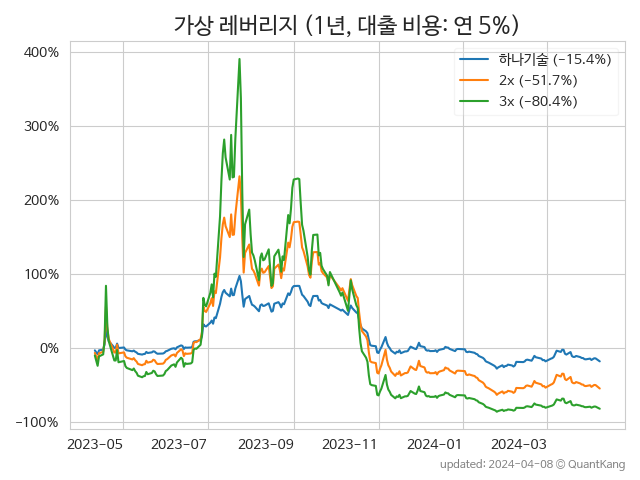 가상 레버리지 (1년, 대출 비용: 연 5%)
400%
300%
200%
100%
0%
−100%
하나기술 (−15.4%)
2x (−51.7%)
3x (−80.4%)
2023-05
2023-07
2023-09
2023-11
2024-01
2024-03
updated: 2024-04-08 © QuantKang